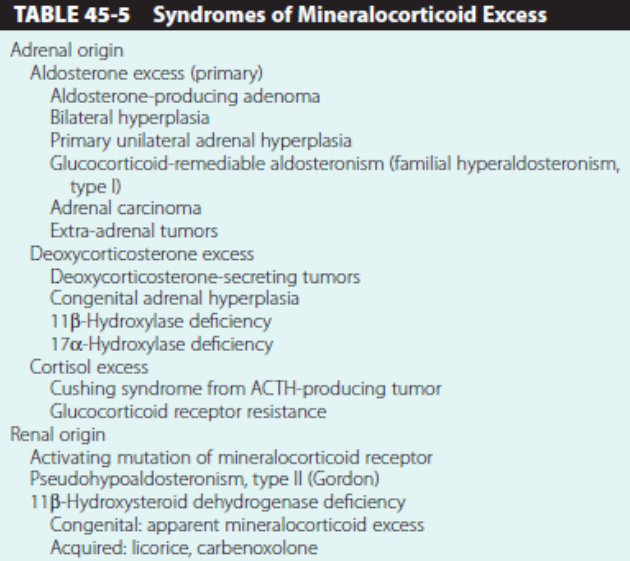 TABLE 45-5 Syndromes of Mineralocorticoid Excess
Adrenal origin
Aldosterone excess (primary)
Aldosterone-producing adenoma
Bilateral hyperplasia
Primary unilateral adrenal hyperplasia
Glucocorticoid-remediable aldosteronism (familial hyperaldosteronism,
type I)
Adrenal carcinoma
Extra-adrenal tumors
Deoxycorticosterone excess
Deoxycorticosterone-secreting tumors
Congenital adrenal hyperplasia
11β-Hydroxylase deficiency
17α-Hydroxylase deficiency
Cortisol excess
Cushing syndrome from ACTH-producing tumor
Glucocorticoid receptor resistance
Renal origin
Activating mutation of mineralocorticoid receptor
Pseudohypoaldosteronism, type II (Gordon)
11β-Hydroxysteroid dehydrogenase deficiency
Congenital: apparent mineralocorticoid excess
Acquired: licorice, carbenoxolone